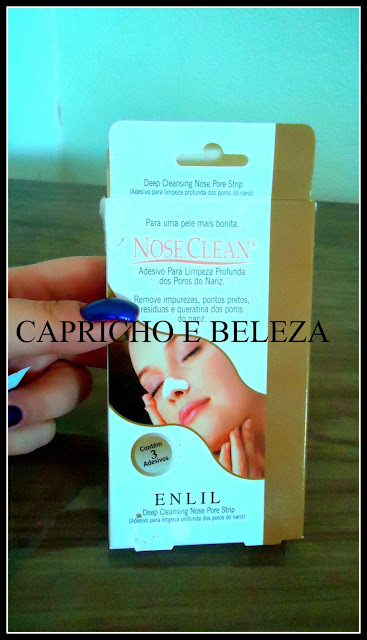 Deep Cleansing Nose Pore Strip
(Adesivo para limpeza profunda dos poros do nariz)
Para uma pele mais bonita.
NOSE CLEAN®
Adesivo Para Limpeza Profunda
dos Poros do Nariz.
Remove impurezas, pontos pretos,
resíduos e queratina dos poros
do nariz.
CAPRICHO E BELEZA
Contém
3
Adesivos
ENLIL
Deep Cleansing Nose Pore Strip
(Adesivo para limpeza profunda dos poros do nariz)